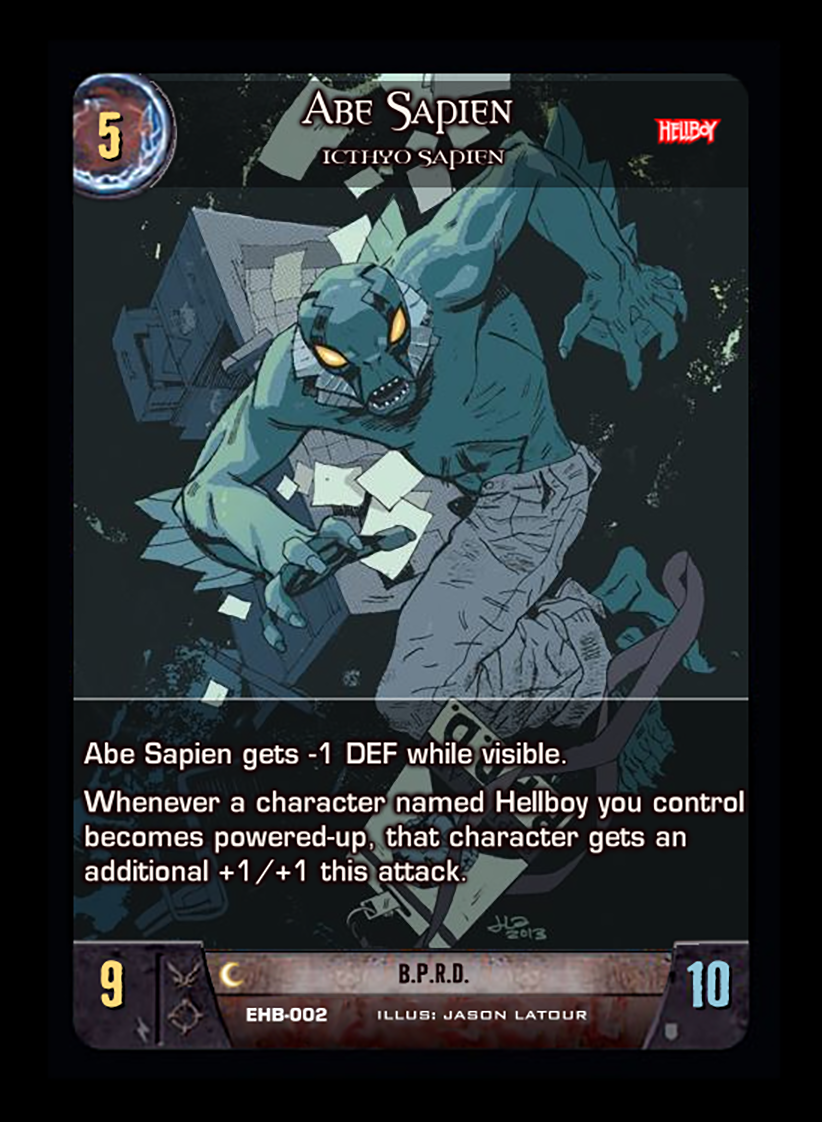 5
ABE SAPIEN
ICTHYO SAPIEN
HELLBOY
Abe Sapien gets -1 DEF while visible.
Whenever a character named Hellboy you control
becomes powered-up, that character gets an
additional +1/+1 this attack.
JLA
2013
9
B.P.R.D.
10
EHB-002 ILLUS: JASON LATOUR